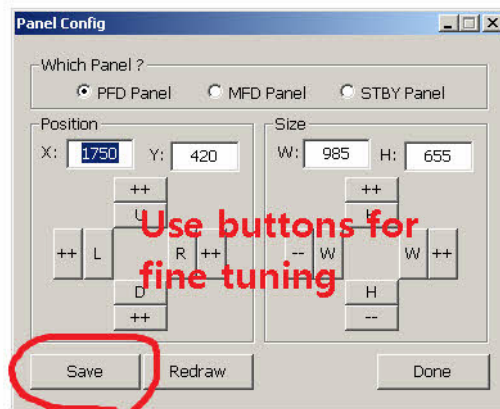 Panel Config
Which Panel ?
PFD Panel MFD Panel STBY Panel
Position
X: 1750 Y: 420
Size
W: 985 H: 655
++ ++
U H
Use buttons for
++ L R ++ -- W W ++
fine tuning
D H
++ --
Save Redraw Done